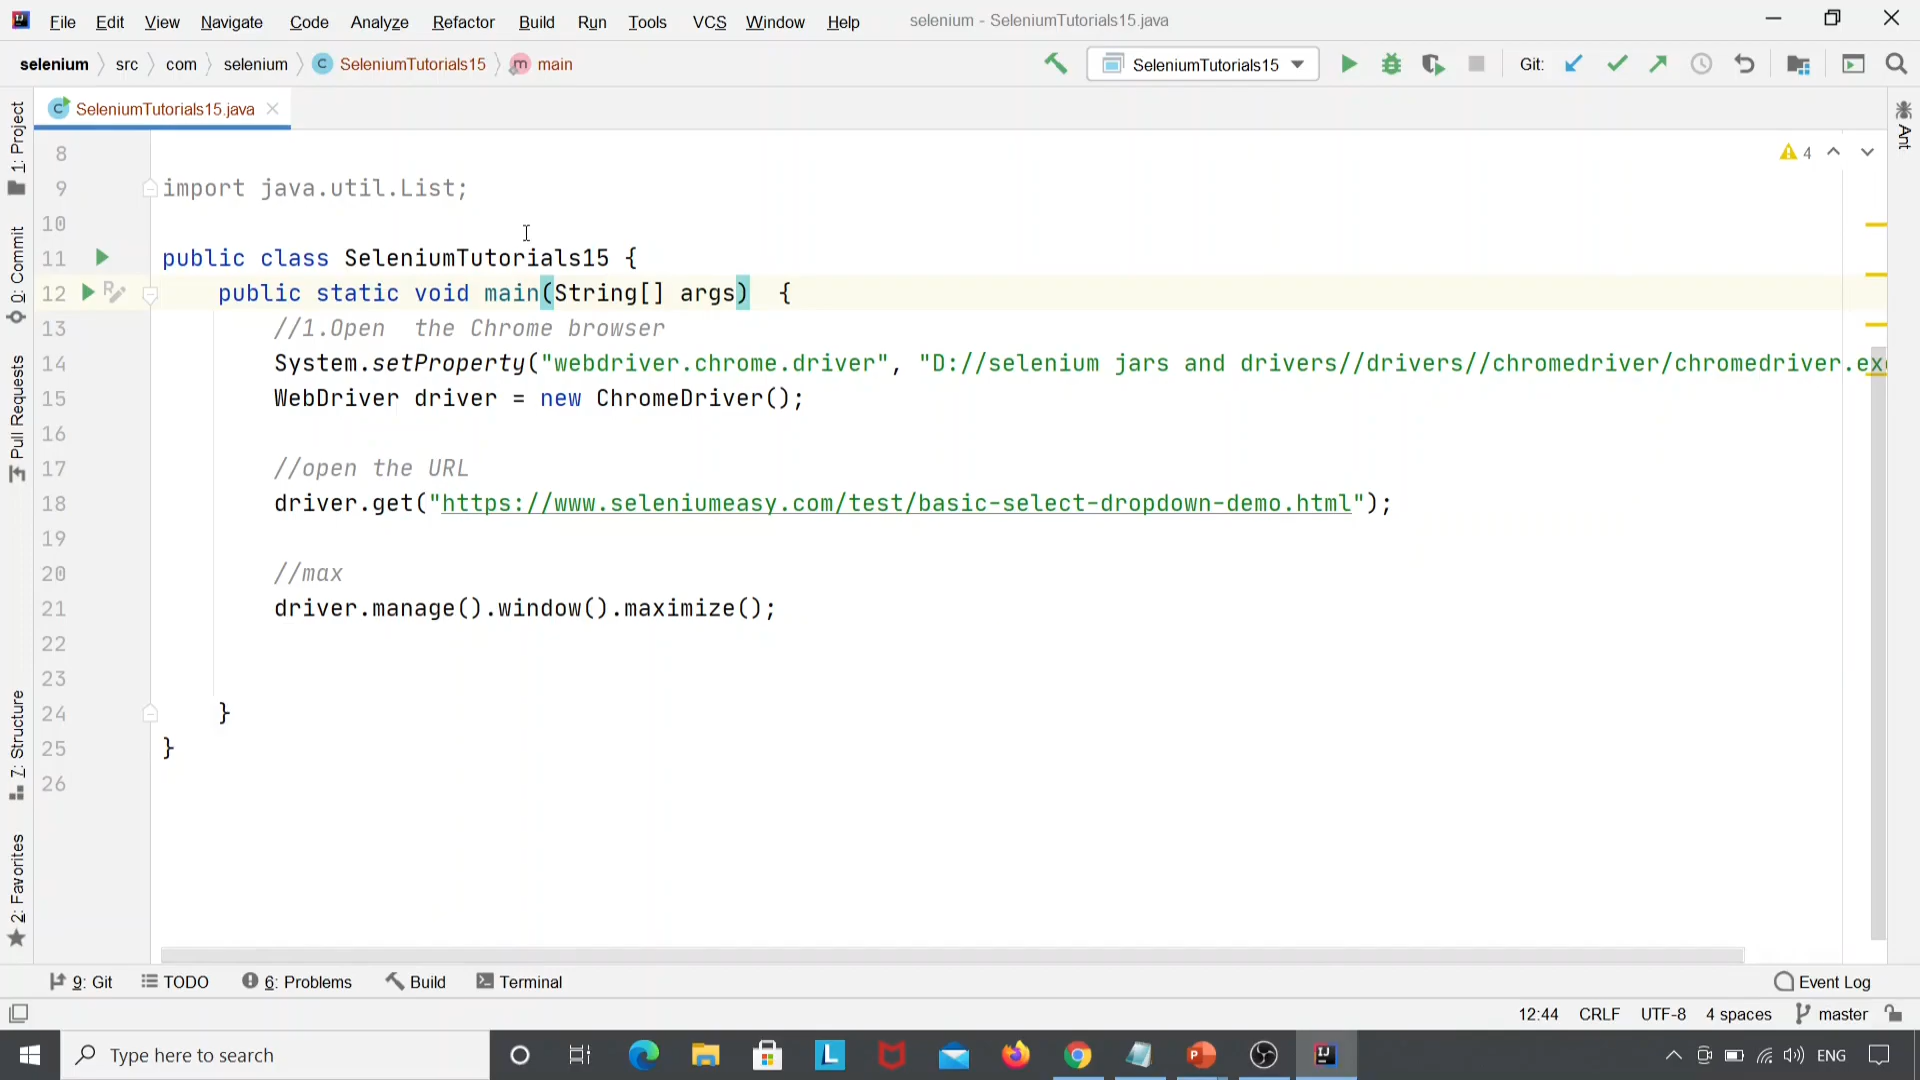 File Edit View Navigate Code Analyze Refactor Build Run Tools VCS Window Help selenium - SeleniumTutorials15.java
selenium src com selenium SeleniumTutorials15 main SeleniumTutorials15 Git:
SeleniumTutorials15.java
1: Project
0: Commit
Pull Requests
7: Structure
2: Favorites
Ant
4
8
9 import java.util.List;
10
11 public class SeleniumTutorials15 {
12 public static void main(String[] args)  {
13 //1.Open  the Chrome browser
14 System.setProperty("webdriver.chrome.driver", "D://selenium jars and drivers//drivers//chromedriver/chromedriver.exe
15 WebDriver driver = new ChromeDriver();
16
17 //open the URL
18 driver.get("https://www.seleniumeasy.com/test/basic-select-dropdown-demo.html");
19
20 //max
21 driver.manage().window().maximize();
22
23
24 }
25 }
26
9: Git TODO 6: Problems Build Terminal Event Log
12:44 CRLF UTF-8 4 spaces master
Type here to search ENG